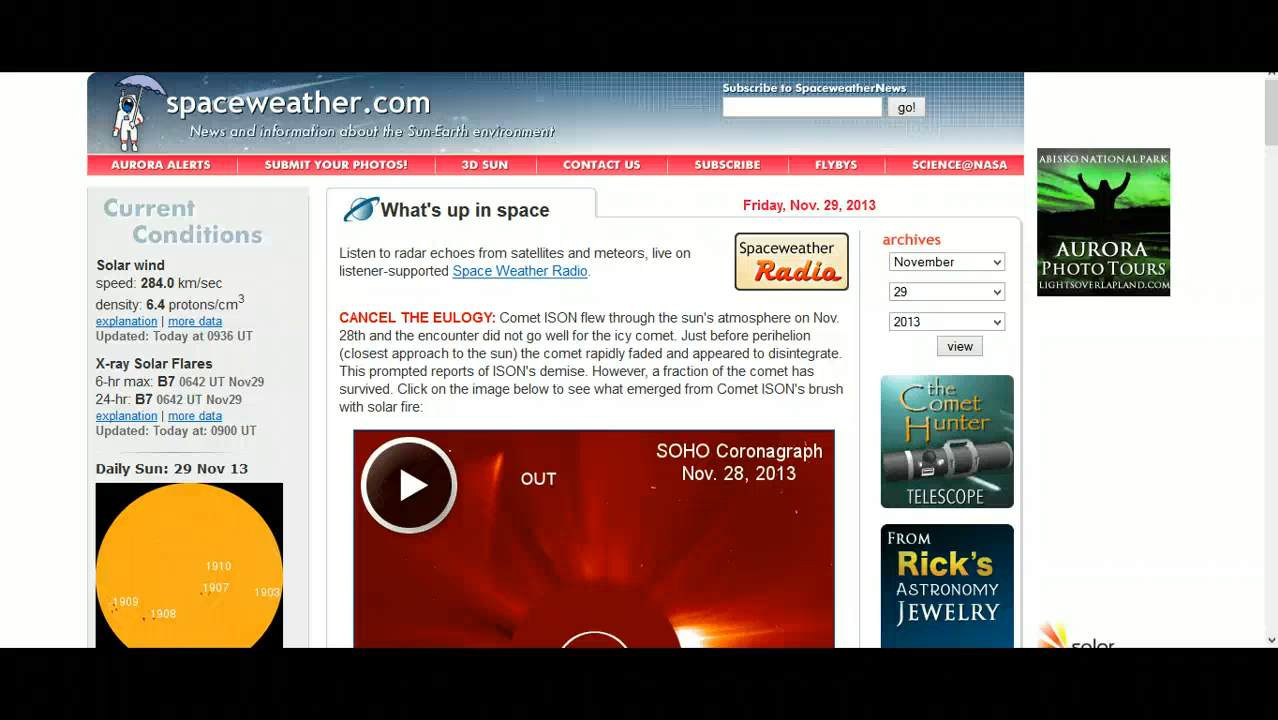 spaceweather.com
News and information about the Sun-Earth environment
Subscribe to SpaceweatherNews
go!
AURORA ALERTS SUBMIT YOUR PHOTOS! 3D SUN CONTACT US SUBSCRIBE FLYBYS SCIENCE@NASA
Current
Conditions
Solar wind
speed: 284.0 km/sec
density: 6.4 protons/cm3
explanation | more data
Updated: Today at 0936 UT
X-ray Solar Flares
6-hr max: B7 0642 UT Nov29
24-hr: B7 0642 UT Nov29
explanation | more data
Updated: Today at: 0900 UT
Daily Sun: 29 Nov 13
1910
1907
1903
1909
1908
What's up in space
Friday, Nov. 29, 2013
Listen to radar echoes from satellites and meteors, live on
listener-supported Space Weather Radio.
Spaceweather
Radio
CANCEL THE EULOGY: Comet ISON flew through the sun's atmosphere on Nov.
28th and the encounter did not go well for the icy comet. Just before perihelion
(closest approach to the sun) the comet rapidly faded and appeared to disintegrate.
This prompted reports of ISON's demise. However, a fraction of the comet has
survived. Click on the image below to see what emerged from Comet ISON's brush
with solar fire:
OUT
SOHO Coronagraph
Nov. 28, 2013
archives
November
29
2013
view
the
Comet
Hunter
TELESCOPE
FROM
Rick's
ASTRONOMY
JEWELRY
ABISKO NATIONAL PARK
AURORA
PHOTO TOURS
LIGHTSOVERLAPLAND.COM
solar